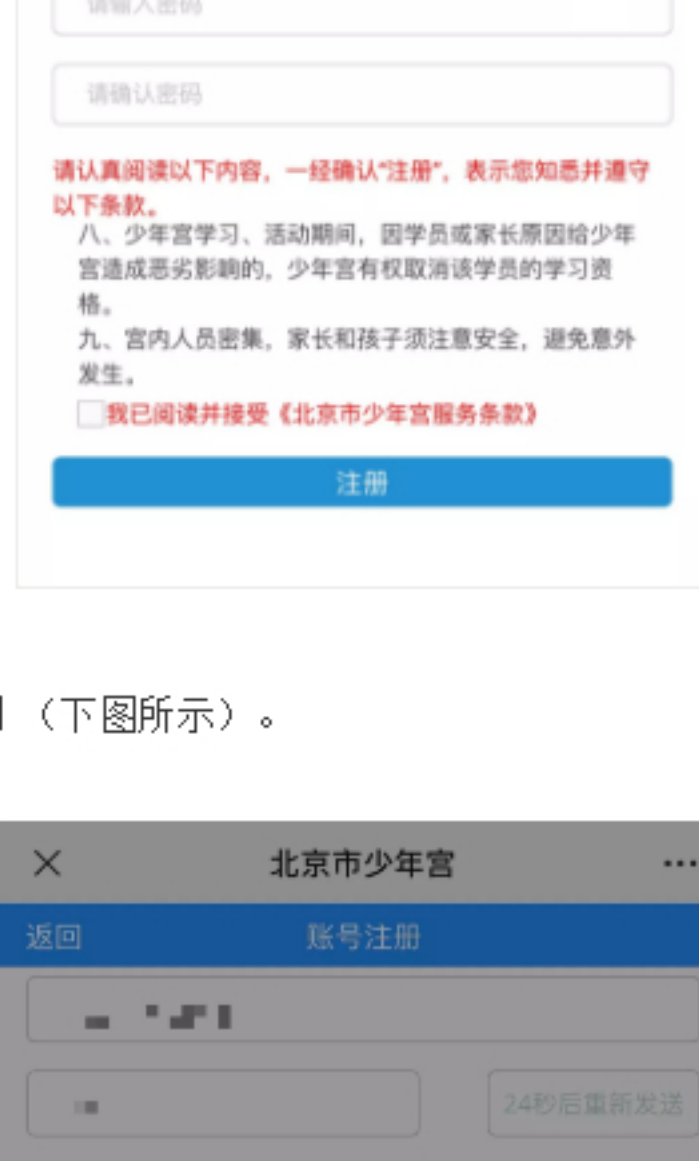 请输入密码
请确认密码
请认真阅读以下内容，一经确认“注册”，表示您知悉并遵守
以下条款。
八、少年宫学习、活动期间，因学员或家长原因给少年
宫造成恶劣影响的，少年宫有权取消该学员的学习资
格。
九、宫内人员密集，家长和孩子须注意安全，避免意外
发生。
我已阅读并接受《北京市少年宫服务条款》
注册
（下图所示）。
北京市少年宫
返回 账号注册
24秒后重新发送